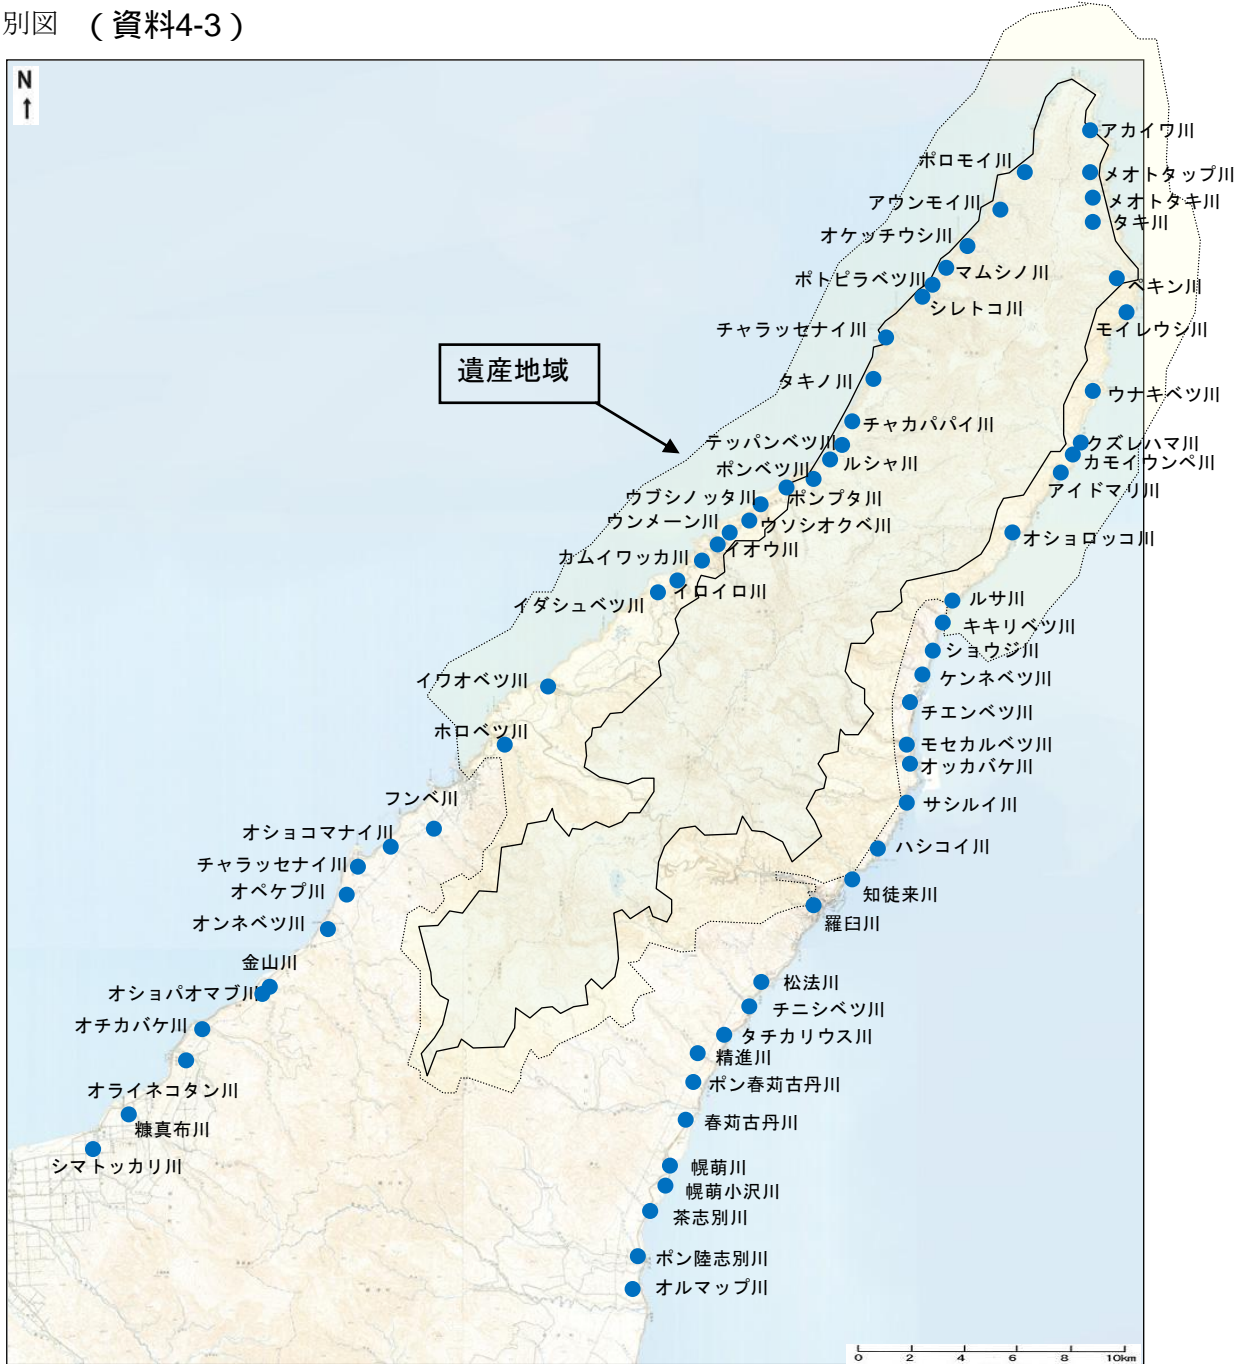 別図 （資料4-3）
N
↑
アカイワ川
ポロモイ川
メオトタップ川
アウンモイ川
メオトタキ川
タキ川
オケッチウシ川
マムシノ川
ポトピラベツ川
ペキン川
シレトコ川
モイレウシ川
チャラッセナイ川
遺産地域
タキノ川
ウナキベツ川
チャカパパイ川
テッパンベツ川
クズレハマ川
ルシャ川
カモイウンペ川
ポンベツ川
アイドマリ川
ポンプタ川
ウブシノッタ川
ウンメーン川
ウソシオクベ川
オショロッコ川
イオウ川
カムイワッカ川
イロイロ川
イダシュベツ川
ルサ川
キキリベツ川
ショウジ川
ケンネベツ川
イワオベツ川
チエンベツ川
ホロベツ川
モセカルベツ川
オッカバケ川
フンベ川
サシルイ川
オショコマナイ川
ハシコイ川
チャラッセナイ川
オペケプ川
知徒来川
オンネベツ川
羅臼川
金山川
松法川
オショパオマブ川
チニシベツ川
オチカバケ川
タチカリウス川
精進川
オライネコタン川
ポン春苅古丹川
糠真布川
春苅古丹川
シマトッカリ川
幌萌川
幌萌小沢川
茶志別川
ポン陸志別川
オルマップ川
0 2 4 6 8 10km